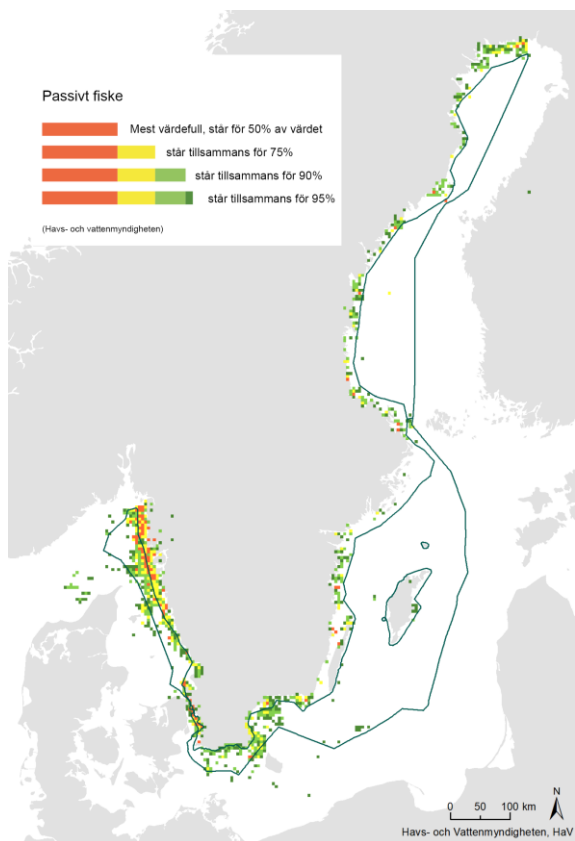 Passivt fiske
Mest värdefull, står för 50% av värdet
står tillsammans för 75%
står tillsammans för 90%
står tillsammans för 95%
(Havs- och vattenmyndigheten)
N
0 50 100 km
Havs- och Vattenmyndigheten, HaV